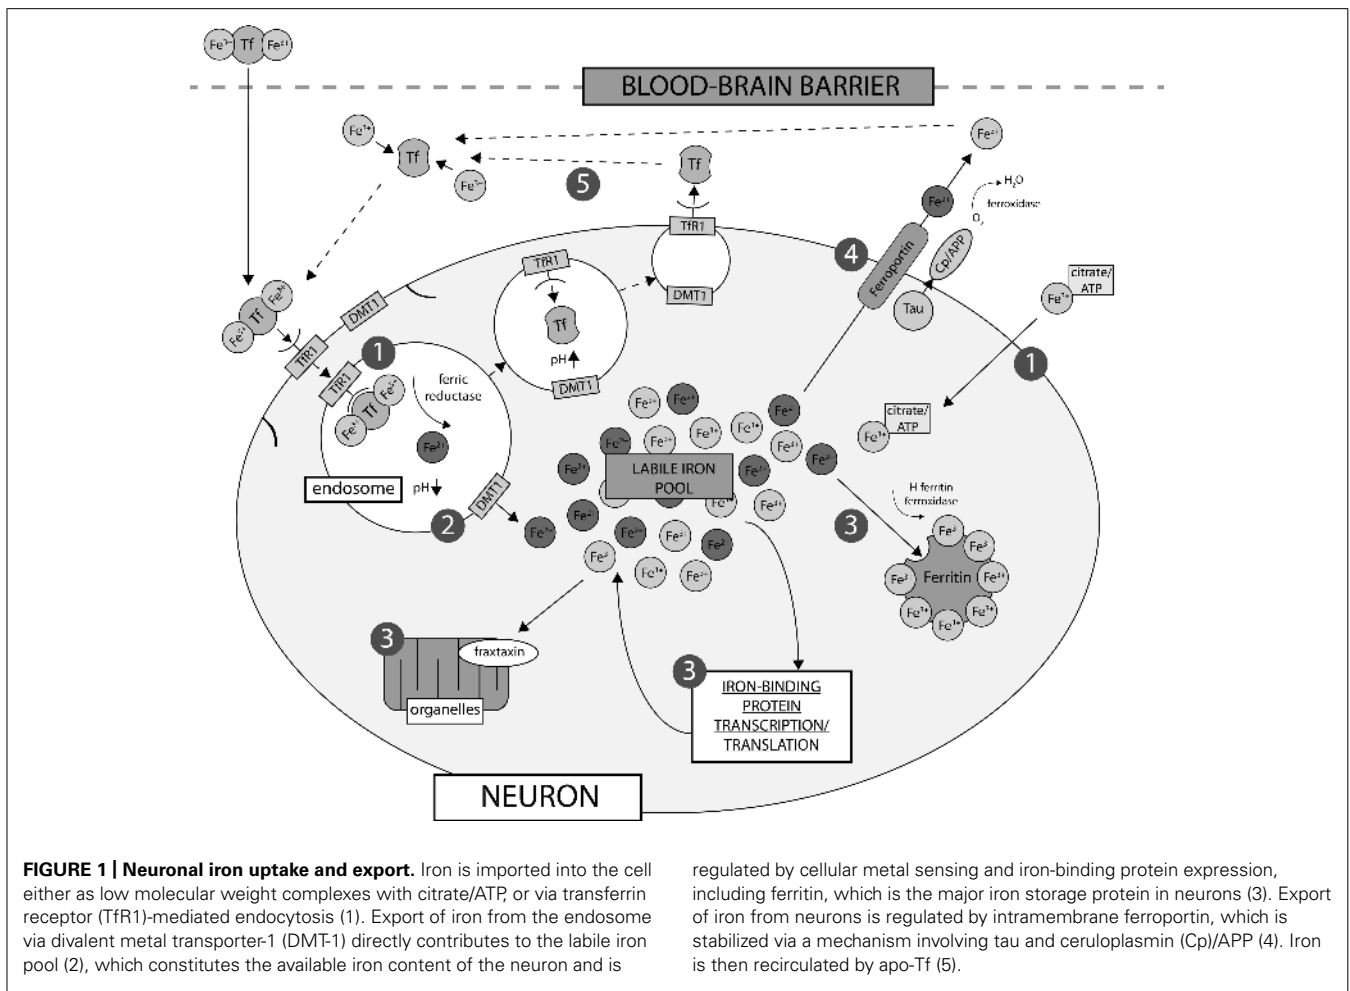 Tf
BLOOD-BRAIN BARRIER
Tf
Tf
5
TfR1
DMT1
4
Ferroportin
Tau
Cp/APP
O₂
H₂O
ferroxidase
citrate/
ATP
1
citrate/
ATP
Tf
TfR1
DMT1
1
TfR1
Tf
ferric
reductase
Fe²⁺
endosome
pH
2
DMT1
TfR1
Tf
pH
DMT1
LABILE IRON
POOL
3
H ferritin
ferroxidase
Ferritin
3
fraxtaxin
organelles
3
IRON-BINDING
PROTEIN
TRANSCRIPTION/
TRANSLATION
NEURON
FIGURE 1 | Neuronal iron uptake and export. Iron is imported into the cell
either as low molecular weight complexes with citrate/ATP, or via transferrin
receptor (TfR1)-mediated endocytosis (1). Export of iron from the endosome
via divalent metal transporter-1 (DMT-1) directly contributes to the labile iron
pool (2), which constitutes the available iron content of the neuron and is
regulated by cellular metal sensing and iron-binding protein expression,
including ferritin, which is the major iron storage protein in neurons (3). Export
of iron from neurons is regulated by intramembrane ferroportin, which is
stabilized via a mechanism involving tau and ceruloplasmin (Cp)/APP (4). Iron
is then recirculated by apo-Tf (5).